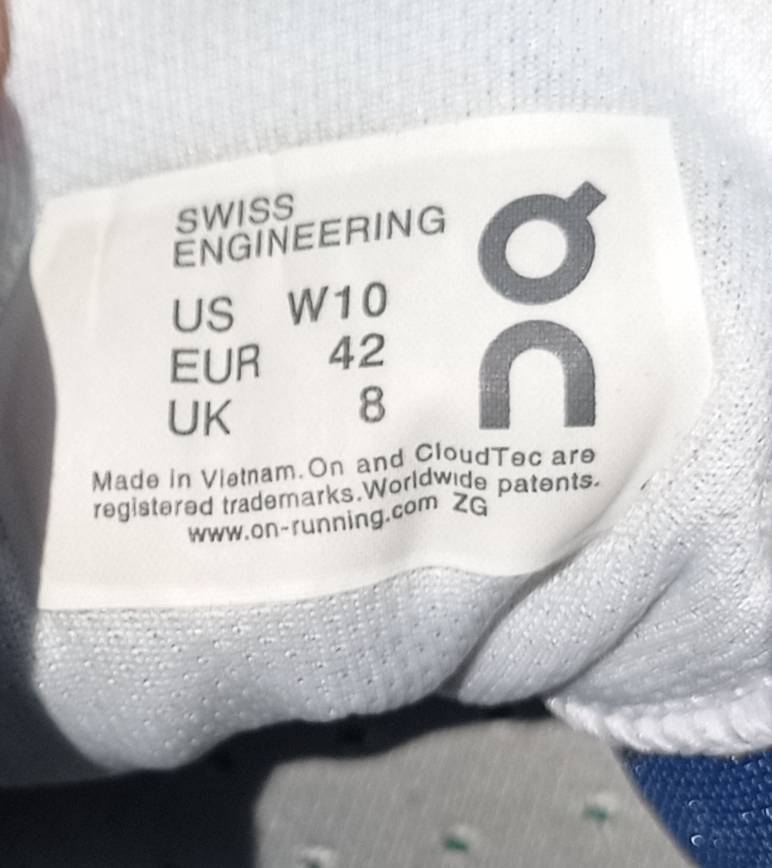 SWISS
ENGINEERING
US W10
EUR 42
UK 8
On
Made in Vietnam. On and CloudTec are
registered trademarks. Worldwide patents.
www.on-running.com ZG